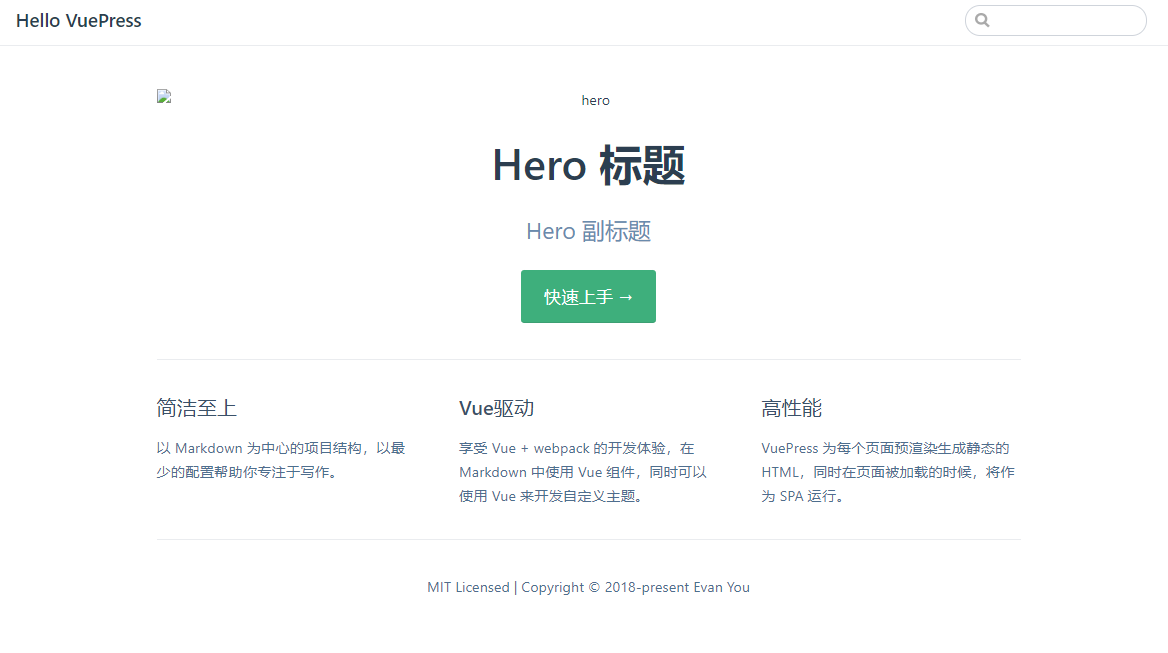 Hello VuePress
hero
Hero 标题
Hero 副标题
快速上手 →
简洁至上
以 Markdown 为中心的项目结构，以最
少的配置帮助你专注于写作。
Vue驱动
享受 Vue + webpack 的开发体验，在
Markdown 中使用 Vue 组件，同时可以
使用 Vue 来开发自定义主题。
高性能
VuePress 为每个页面预渲染生成静态的
HTML，同时在页面被加载的时候，将作
为 SPA 运行。
MIT Licensed | Copyright © 2018-present Evan You